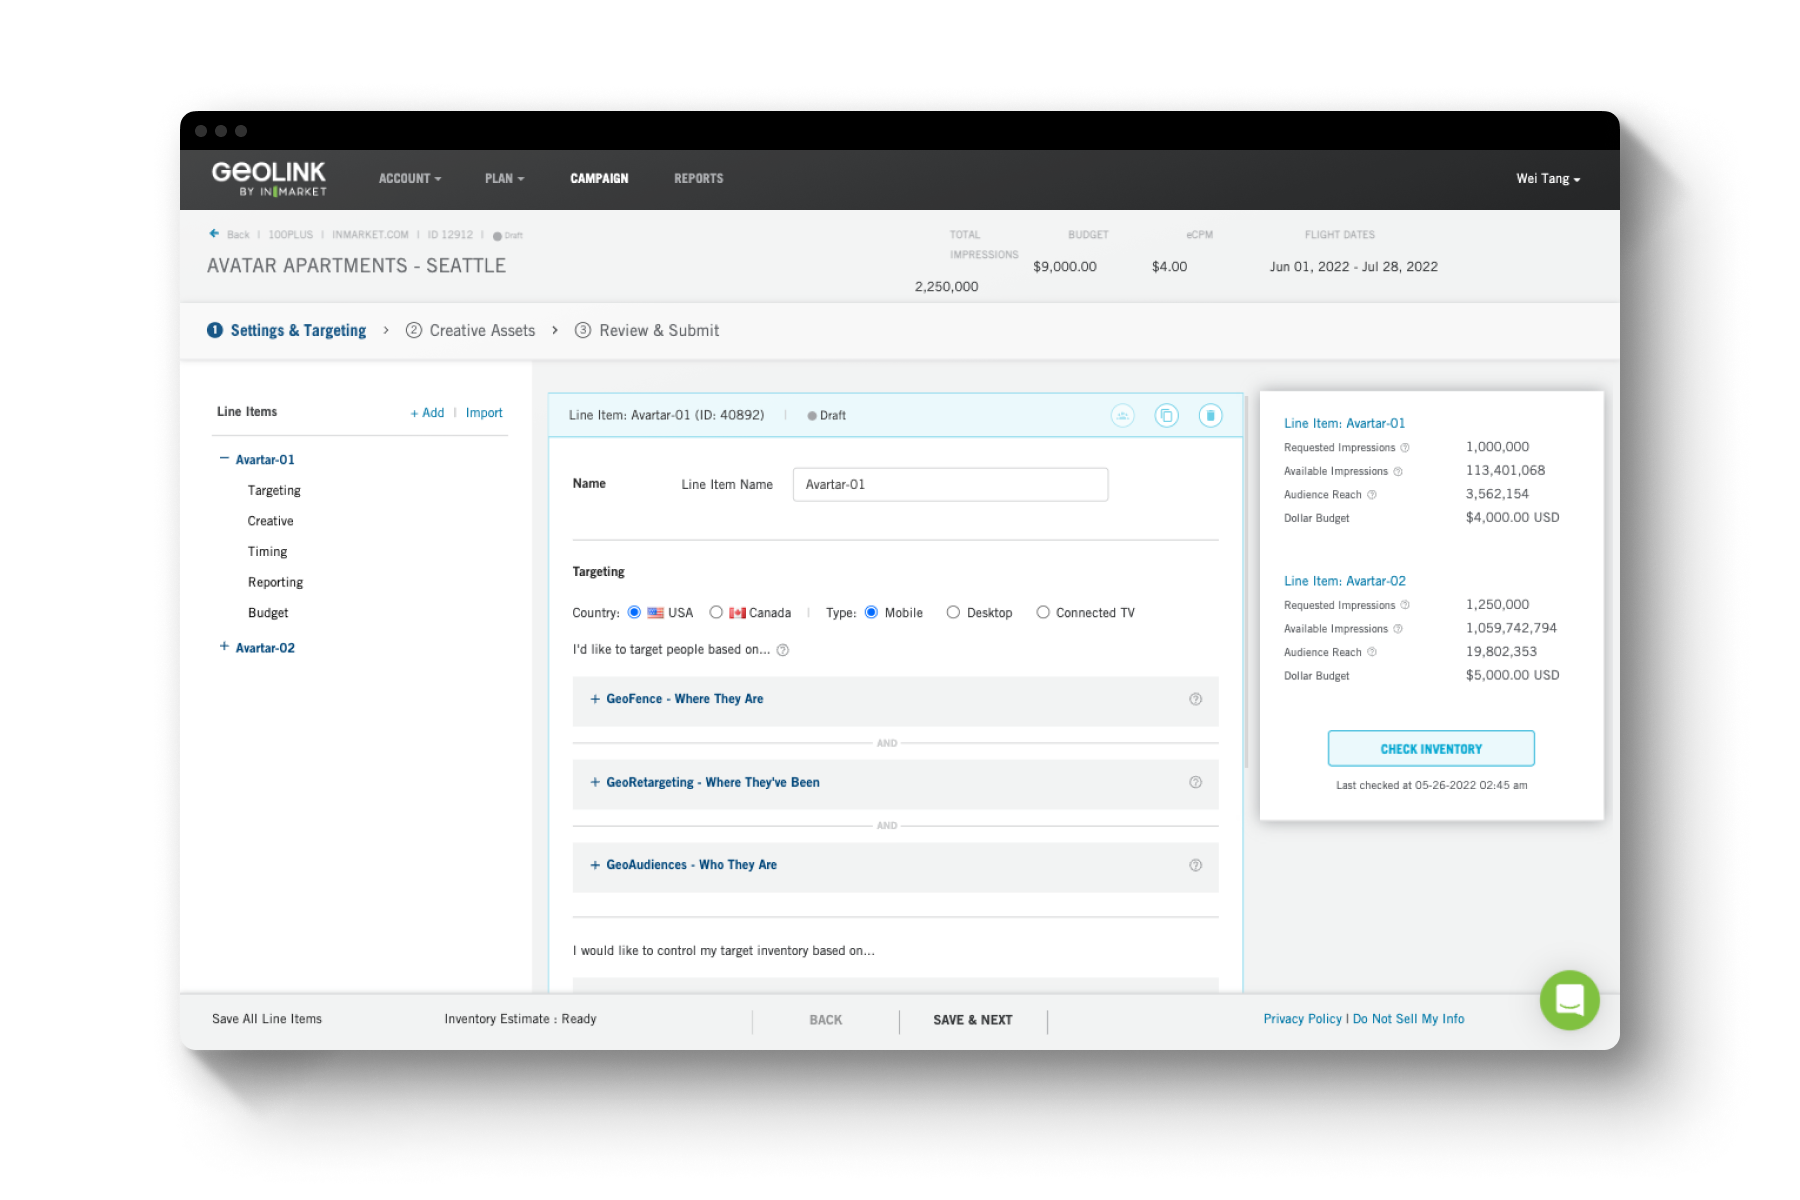 GEOLINK
BY INMARKET
ACCOUNT
PLAN
CAMPAIGN
REPORTS
Wei Tang
Back | 100PLUS | INMARKET.COM | ID 12912 | Draft
AVATAR APARTMENTS - SEATTLE
TOTAL IMPRESSIONS
2,250,000
BUDGET
$9,000.00
eCPM
$4.00
FLIGHT DATES
Jun 01, 2022 - Jul 28, 2022
1 Settings & Targeting > 2 Creative Assets > 3 Review & Submit
Line Items
+ Add | Import
− Avartar-01
Targeting
Creative
Timing
Reporting
Budget
+ Avartar-02
Line Item: Avartar-01 (ID: 40892) | Draft
Name
Line Item Name
Avartar-01
Targeting
Country: USA Canada | Type: Mobile Desktop Connected TV
I'd like to target people based on... ?
+ GeoFence - Where They Are ?
AND
+ GeoRetargeting - Where They've Been ?
AND
+ GeoAudiences - Who They Are ?
I would like to control my target inventory based on...
Line Item: Avartar-01
Requested Impressions ? 1,000,000
Available Impressions ? 113,401,068
Audience Reach ? 3,562,154
Dollar Budget $4,000.00 USD
Line Item: Avartar-02
Requested Impressions ? 1,250,000
Available Impressions ? 1,059,742,794
Audience Reach ? 19,802,353
Dollar Budget $5,000.00 USD
CHECK INVENTORY
Last checked at 05-26-2022 02:45 am
Save All Line Items
Inventory Estimate : Ready
BACK
SAVE & NEXT
Privacy Policy | Do Not Sell My Info